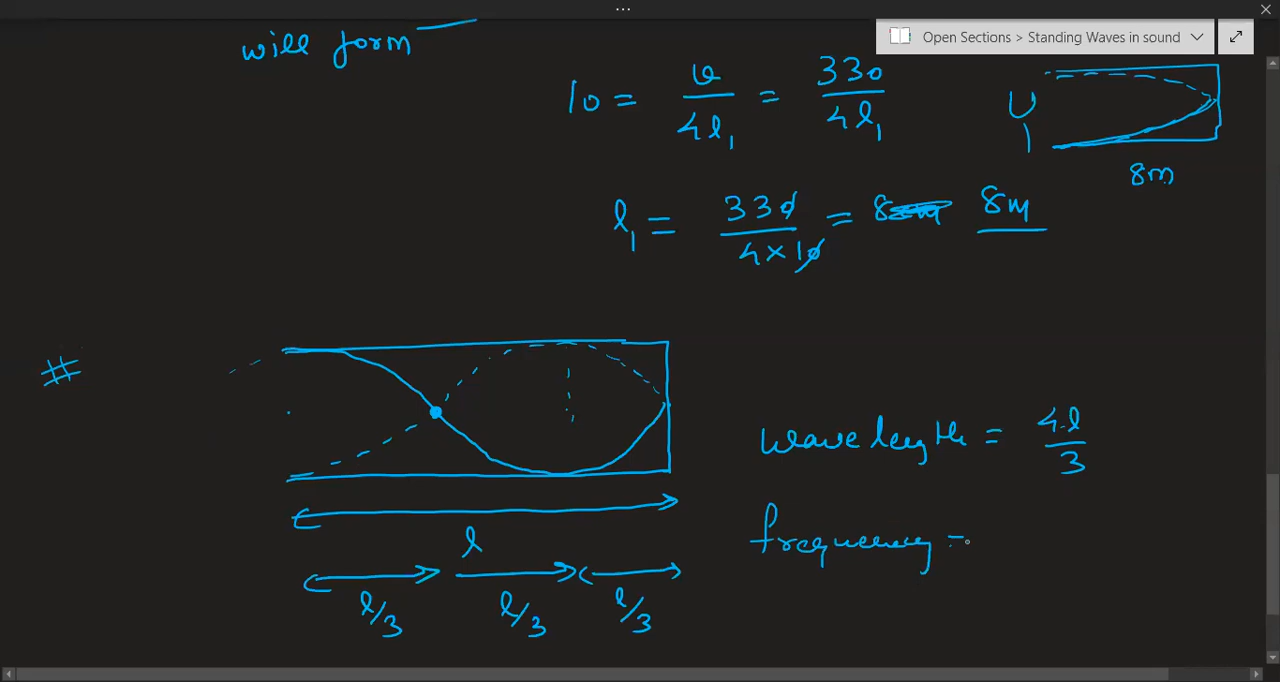 ...
Open Sections > Standing Waves in sound
will form
10 = v/4l₁ = 330/4l₁
8m
l₁ = 330/4×10 = 8m 8m
#
wave length = 4l/3
l
frequency =
l/3 l/3 l/3